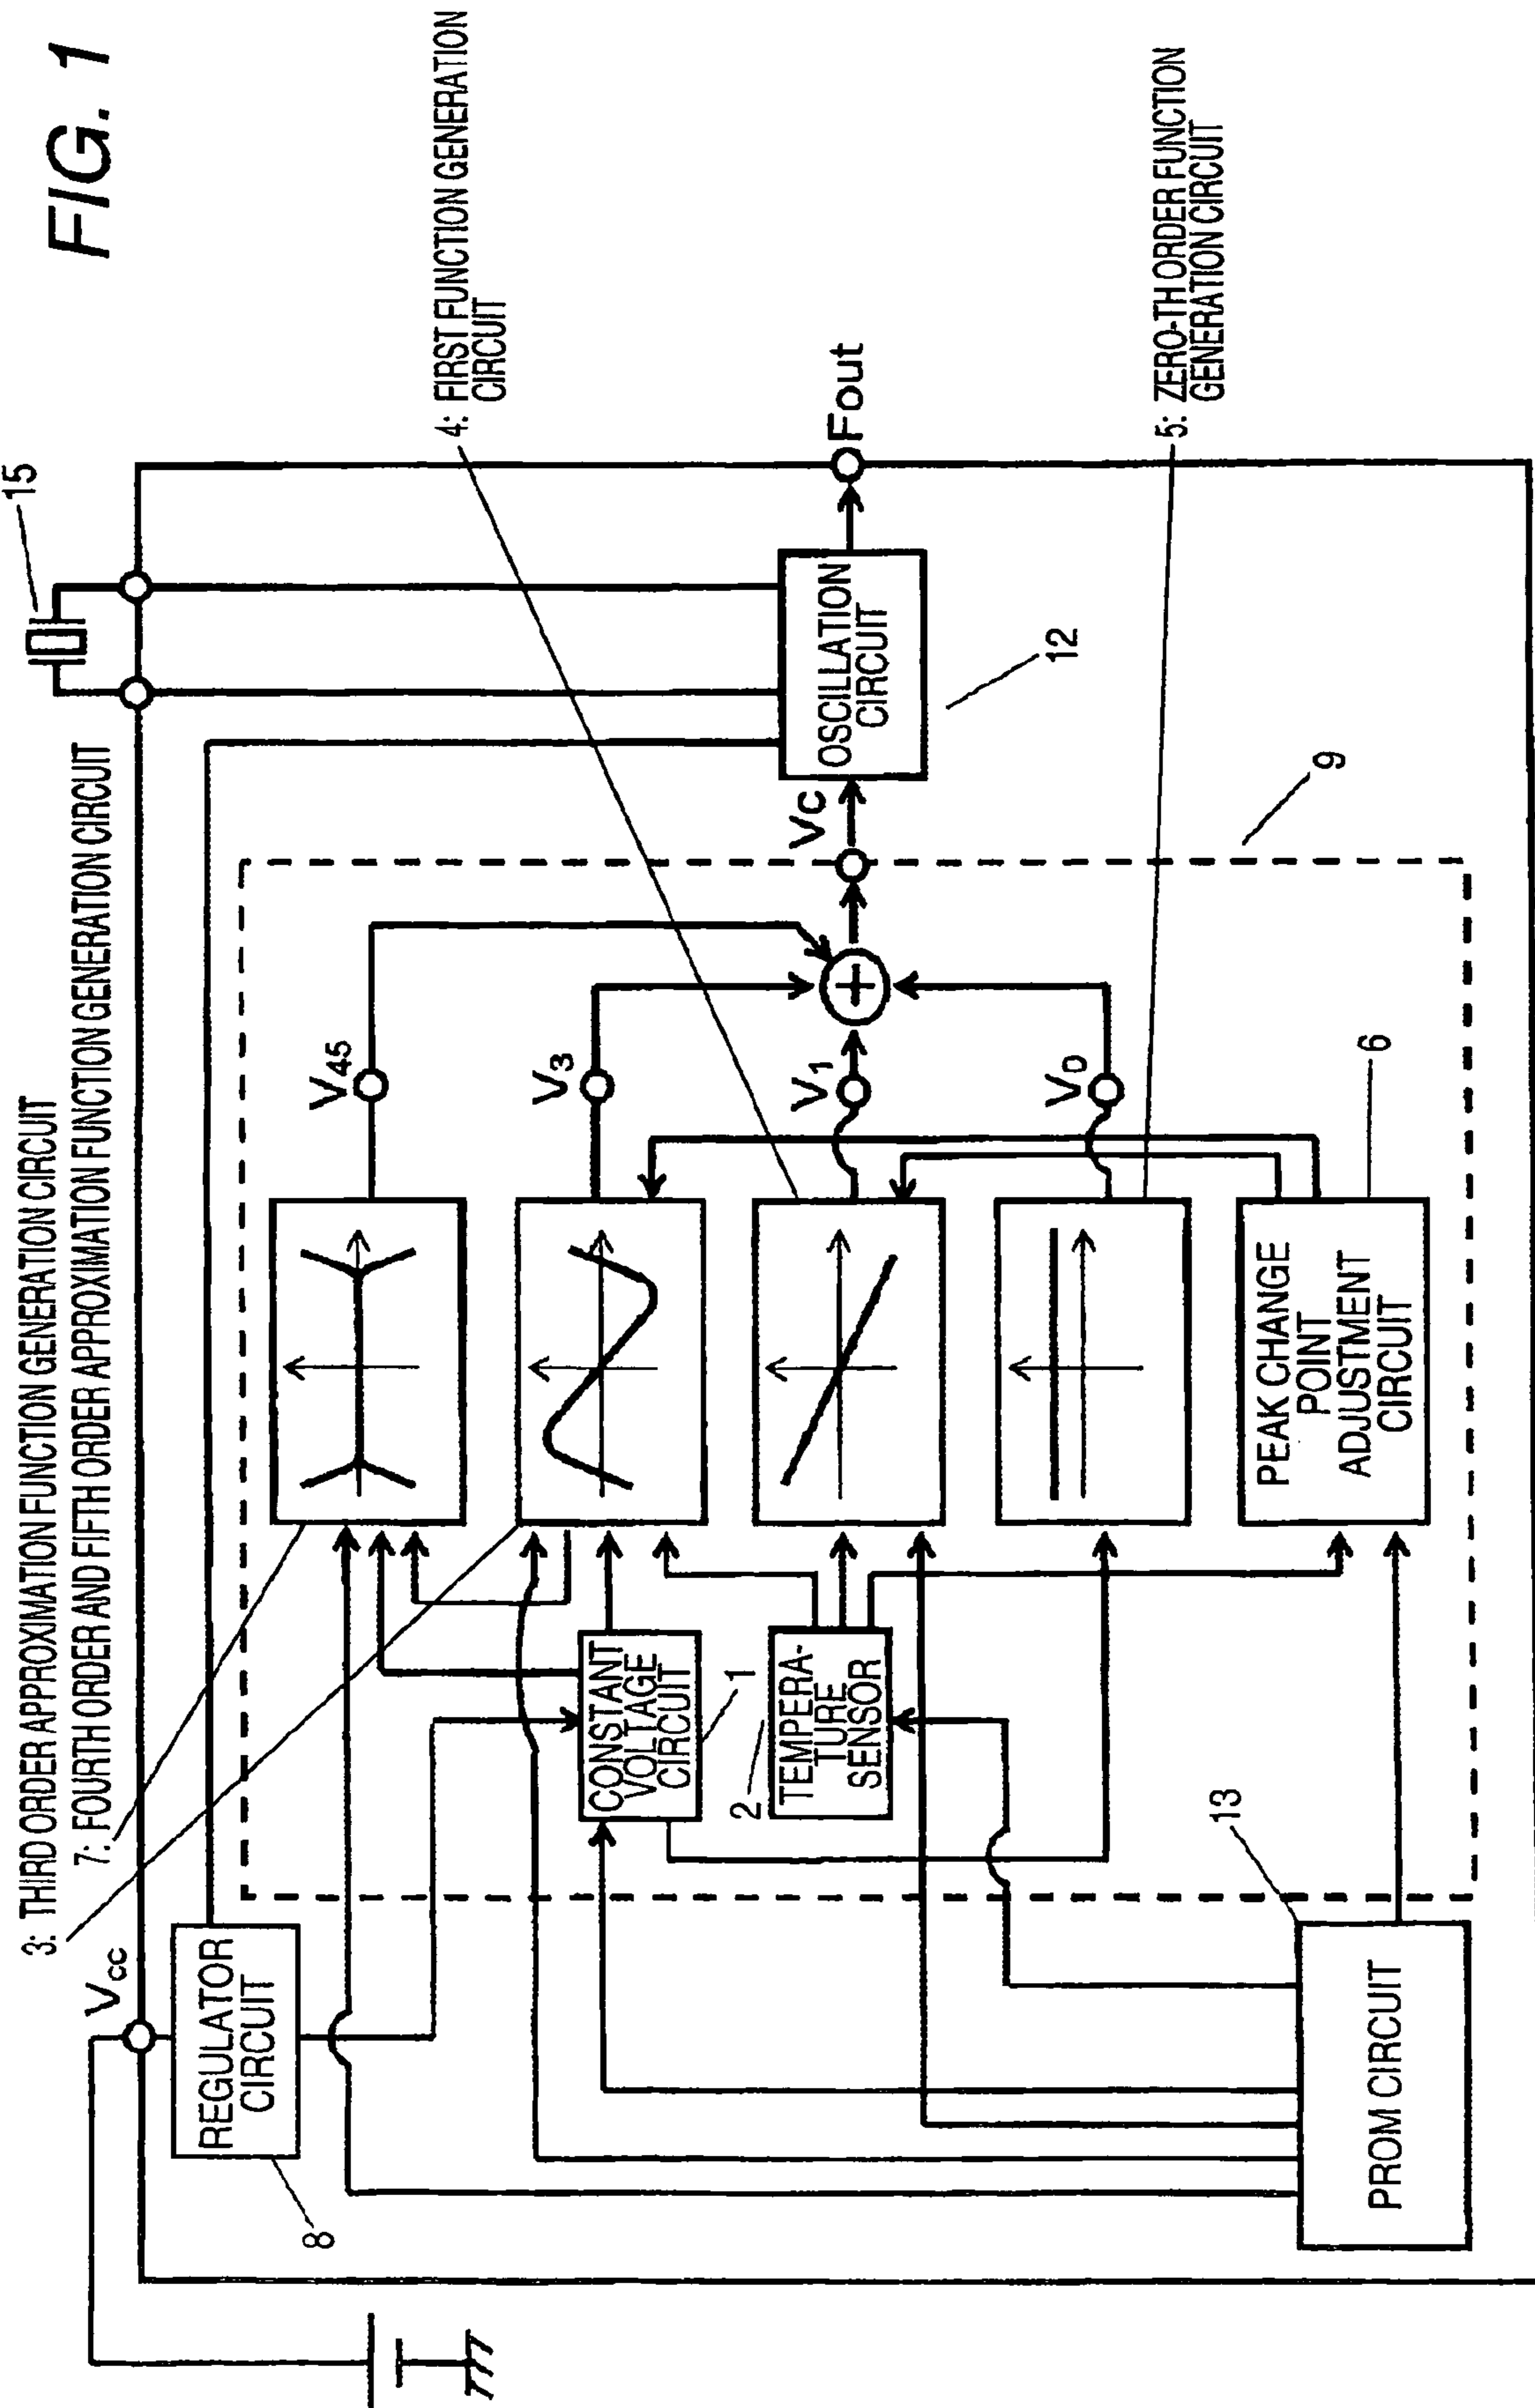 FIG. 1
3: THIRD ORDER APPROXIMATION FUNCTION GENERATION CIRCUIT
7: FOURTH ORDER AND FIFTH ORDER APPROXIMATION FUNCTION GENERATION CIRCUIT
15
Vcc
REGULATOR
CIRCUIT
8
V45
V3
V1
V0
VC
4: FIRST FUNCTION GENERATION
CIRCUIT
OSCILLATION
CIRCUIT
12
Fout
CONSTANT
VOLTAGE
CIRCUIT
1
2
TEMPERA-
TURE
SENSOR
5: ZERO-TH ORDER FUNCTION
GENERATION CIRCUIT
9
PEAK CHANGE
POINT
ADJUSTMENT
CIRCUIT
6
13
PROM CIRCUIT